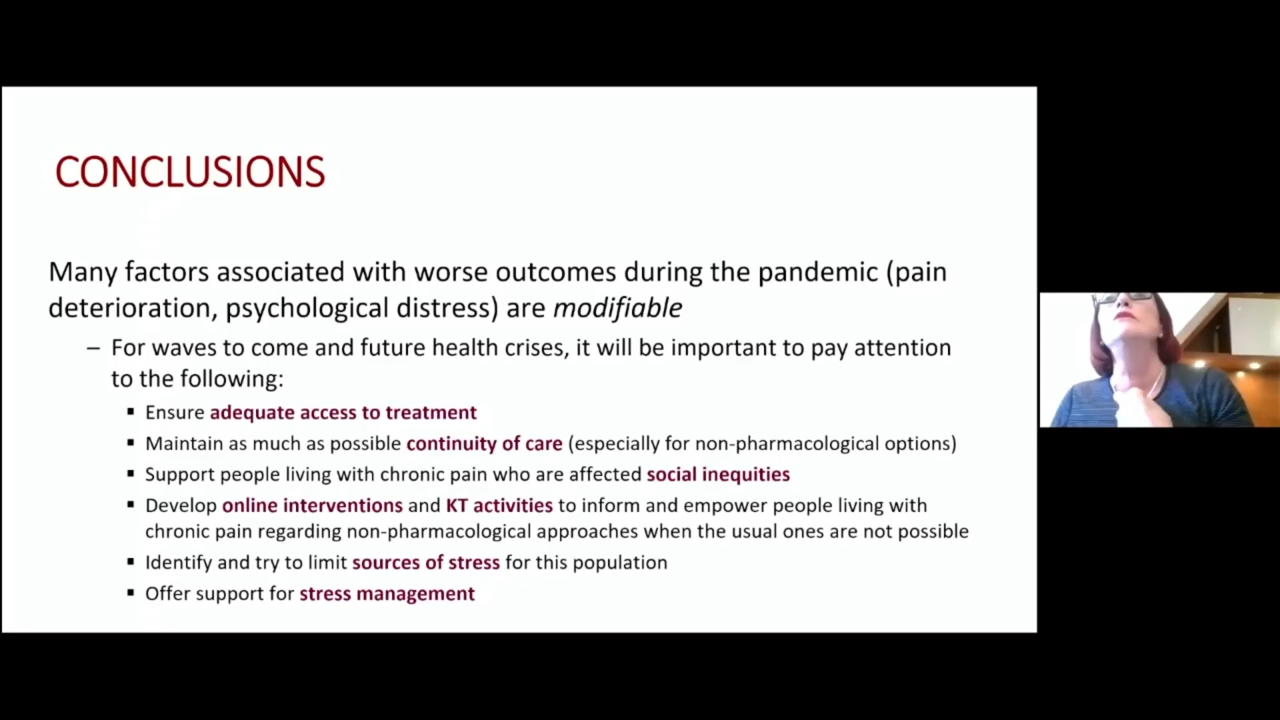 CONCLUSIONS
Many factors associated with worse outcomes during the pandemic (pain
deterioration, psychological distress) are modifiable
– For waves to come and future health crises, it will be important to pay attention
to the following:
▪ Ensure adequate access to treatment
▪ Maintain as much as possible continuity of care (especially for non-pharmacological options)
▪ Support people living with chronic pain who are affected social inequities
▪ Develop online interventions and KT activities to inform and empower people living with
chronic pain regarding non-pharmacological approaches when the usual ones are not possible
▪ Identify and try to limit sources of stress for this population
▪ Offer support for stress management